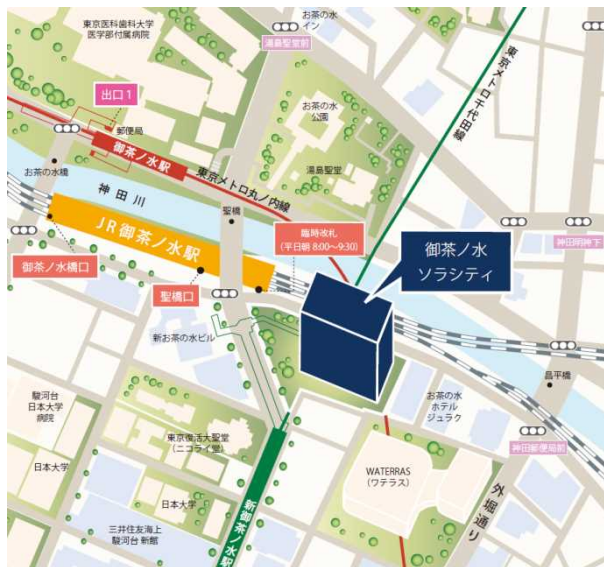 東京医科歯科大学
医学部付属病院
お茶の水
イン
湯島聖堂前
出口1
郵便局
御茶ノ水駅
お茶の水橋
お茶の水
公園
湯島聖堂
東京メトロ千代田線
東京メトロ丸ノ内線
神田川
聖橋
JR御茶ノ水駅
臨時改札
(平日朝 8:00~9:30)
御茶ノ水
ソラシティ
神田明神下
御茶ノ水橋口
聖橋口
新お茶の水ビル
昌平橋
お茶の水
ホテル
ジュラク
神田郵便局前
駿河台
日本大学
病院
東京復活大聖堂
(ニコライ堂)
日本大学
日本大学
WATERRAS
(ワテラス)
外堀通り
新御茶ノ水駅
三井住友海上
駿河台 新館